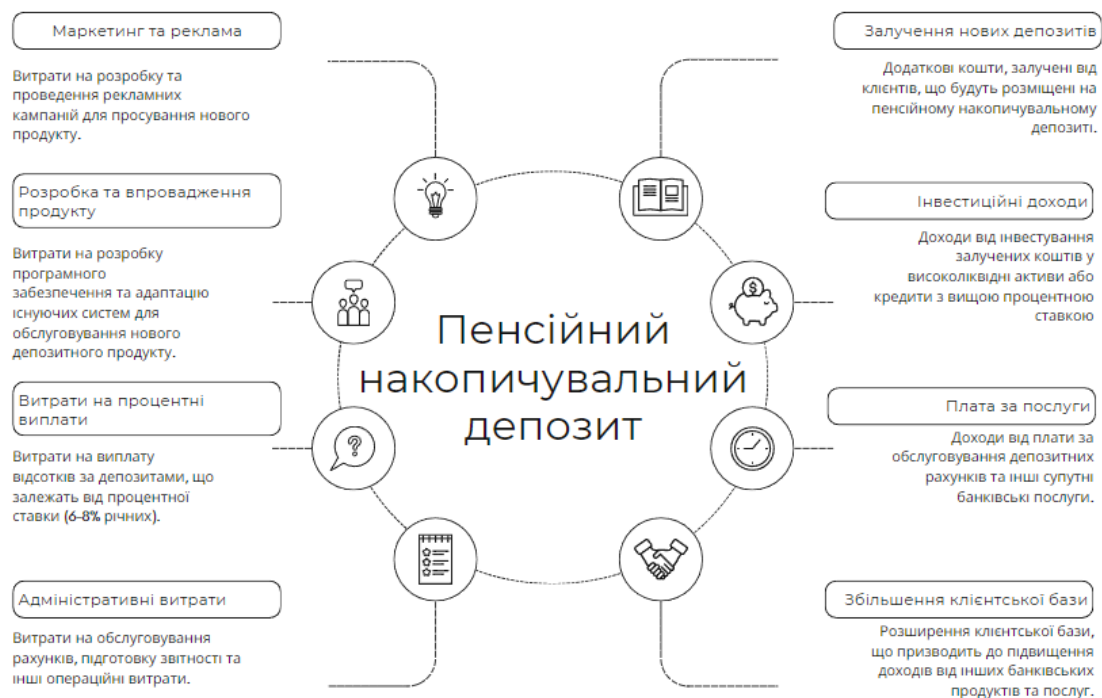 Маркетинг та реклама
Витрати на розробку та
проведення рекламних
кампаній для просування нового
продукту.
Розробка та впровадження
продукту
Витрати на розробку
програмного
забезпечення та адаптацію
існуючих систем для
обслуговування нового
депозитного продукту.
Витрати на процентні
виплати
Витрати на виплату
відсотків за депозитами, що
залежать від процентної
ставки (6-8% річних).
Адміністративні витрати
Витрати на обслуговування
рахунків, підготовку звітності та
інші операційні витрати.
Пенсійний
накопичувальний
депозит
Залучення нових депозитів
Додаткові кошти, залучені від
клієнтів, що будуть розміщені на
пенсійному накопичувальному
депозиті.
Інвестиційні доходи
Доходи від інвестування
залучених коштів у
високоліквідні активи або
кредити з вищою процентною
ставкою
Плата за послуги
Доходи від плати за
обслуговування депозитних
рахунків та інші супутні
банківські послуги.
Збільшення клієнтської бази
Розширення клієнтської бази,
що призводить до підвищення
доходів від інших банківських
продуктів та послуг.